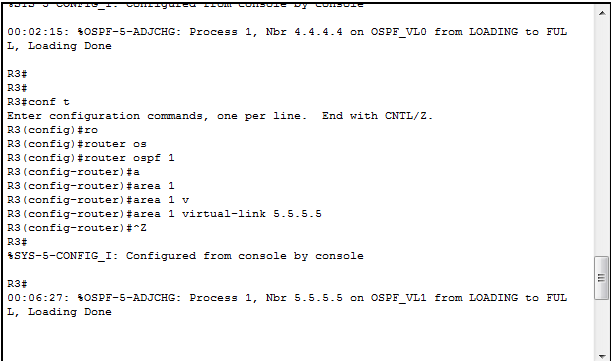 %SYS-5-CONFIG_I: Configured from console by console
00:02:15: %OSPF-5-ADJCHG: Process 1, Nbr 4.4.4.4 on OSPF_VL0 from LOADING to FUL
L, Loading Done
R3#
R3#
R3#conf t
Enter configuration commands, one per line.  End with CNTL/Z.
R3(config)#ro
R3(config)#router os
R3(config)#router ospf 1
R3(config-router)#a
R3(config-router)#area 1
R3(config-router)#area 1 v
R3(config-router)#area 1 virtual-link 5.5.5.5
R3(config-router)#^Z
R3#
%SYS-5-CONFIG_I: Configured from console by console
R3#
00:06:27: %OSPF-5-ADJCHG: Process 1, Nbr 5.5.5.5 on OSPF_VL1 from LOADING to FUL
L, Loading Done